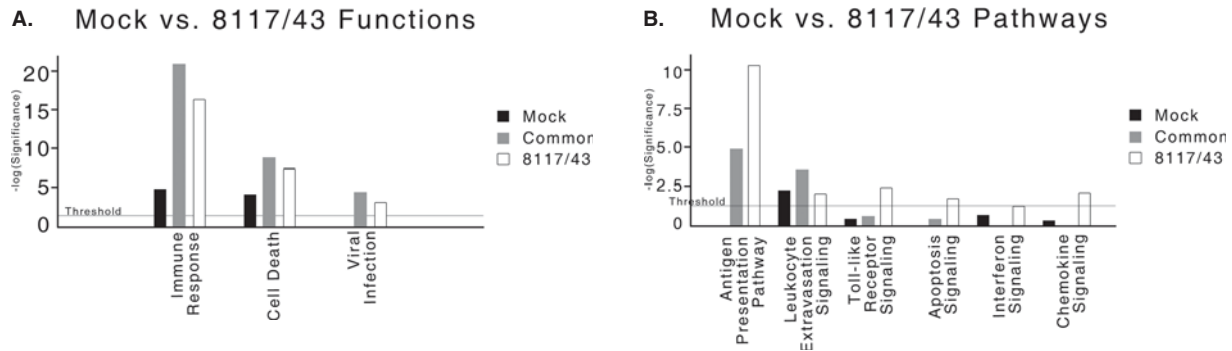 A.
Mock vs. 8117/43 Functions
-log(Significance)
20
15
10
5
0
Threshold
Immune
Response
Cell Death
Viral
Infection
Mock
Common
8117/43
B.
Mock vs. 8117/43 Pathways
-log(Significance)
10
7.5
5.0
2.5
0
Threshold
Antigen
Presentation
Pathway
Leukocyte
Extravasation
Signaling
Toll-like
Receptor
Signaling
Apoptosis
Signaling
Interferon
Signaling
Chemokine
Signaling
Mock
Common
8117/43